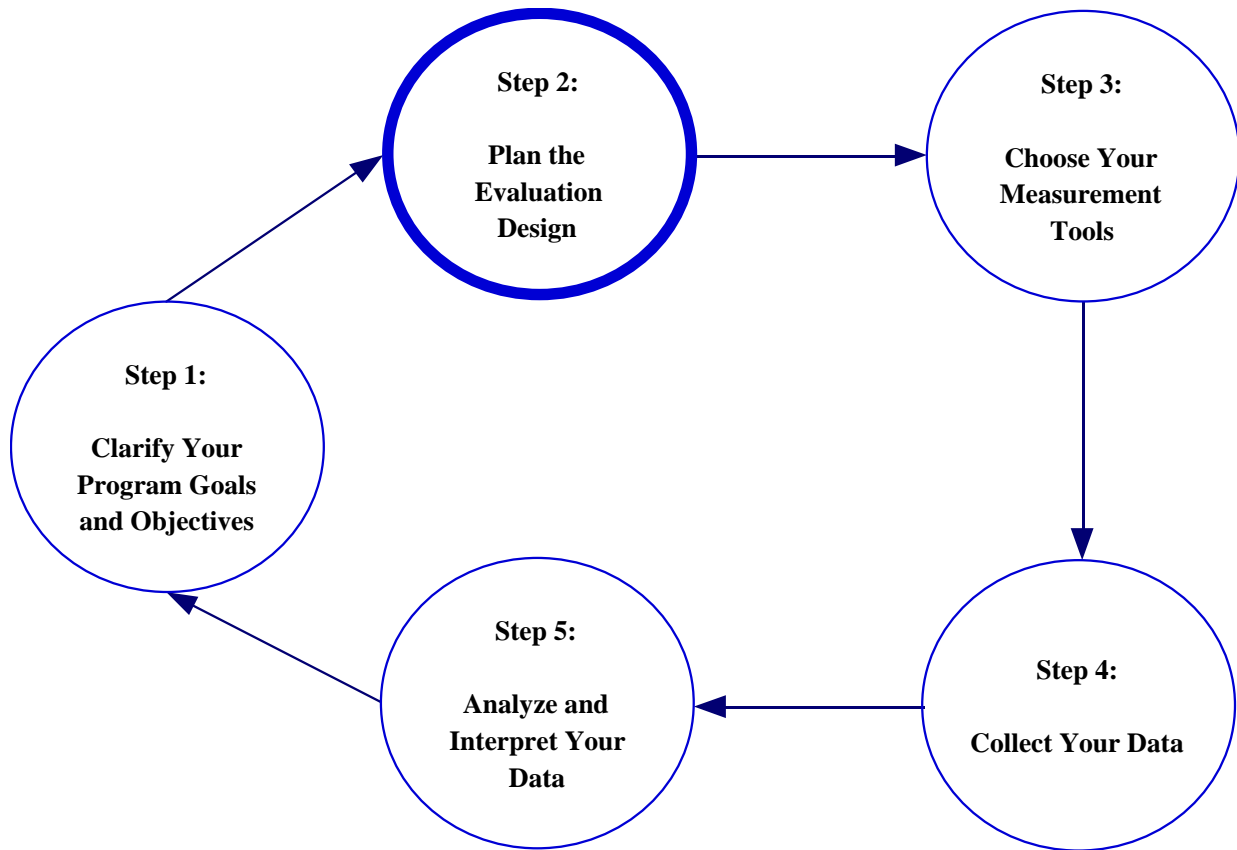 Step 1:
Clarify Your
Program Goals
and Objectives
Step 2:
Plan the
Evaluation
Design
Step 3:
Choose Your
Measurement
Tools
Step 4:
Collect Your Data
Step 5:
Analyze and
Interpret Your
Data